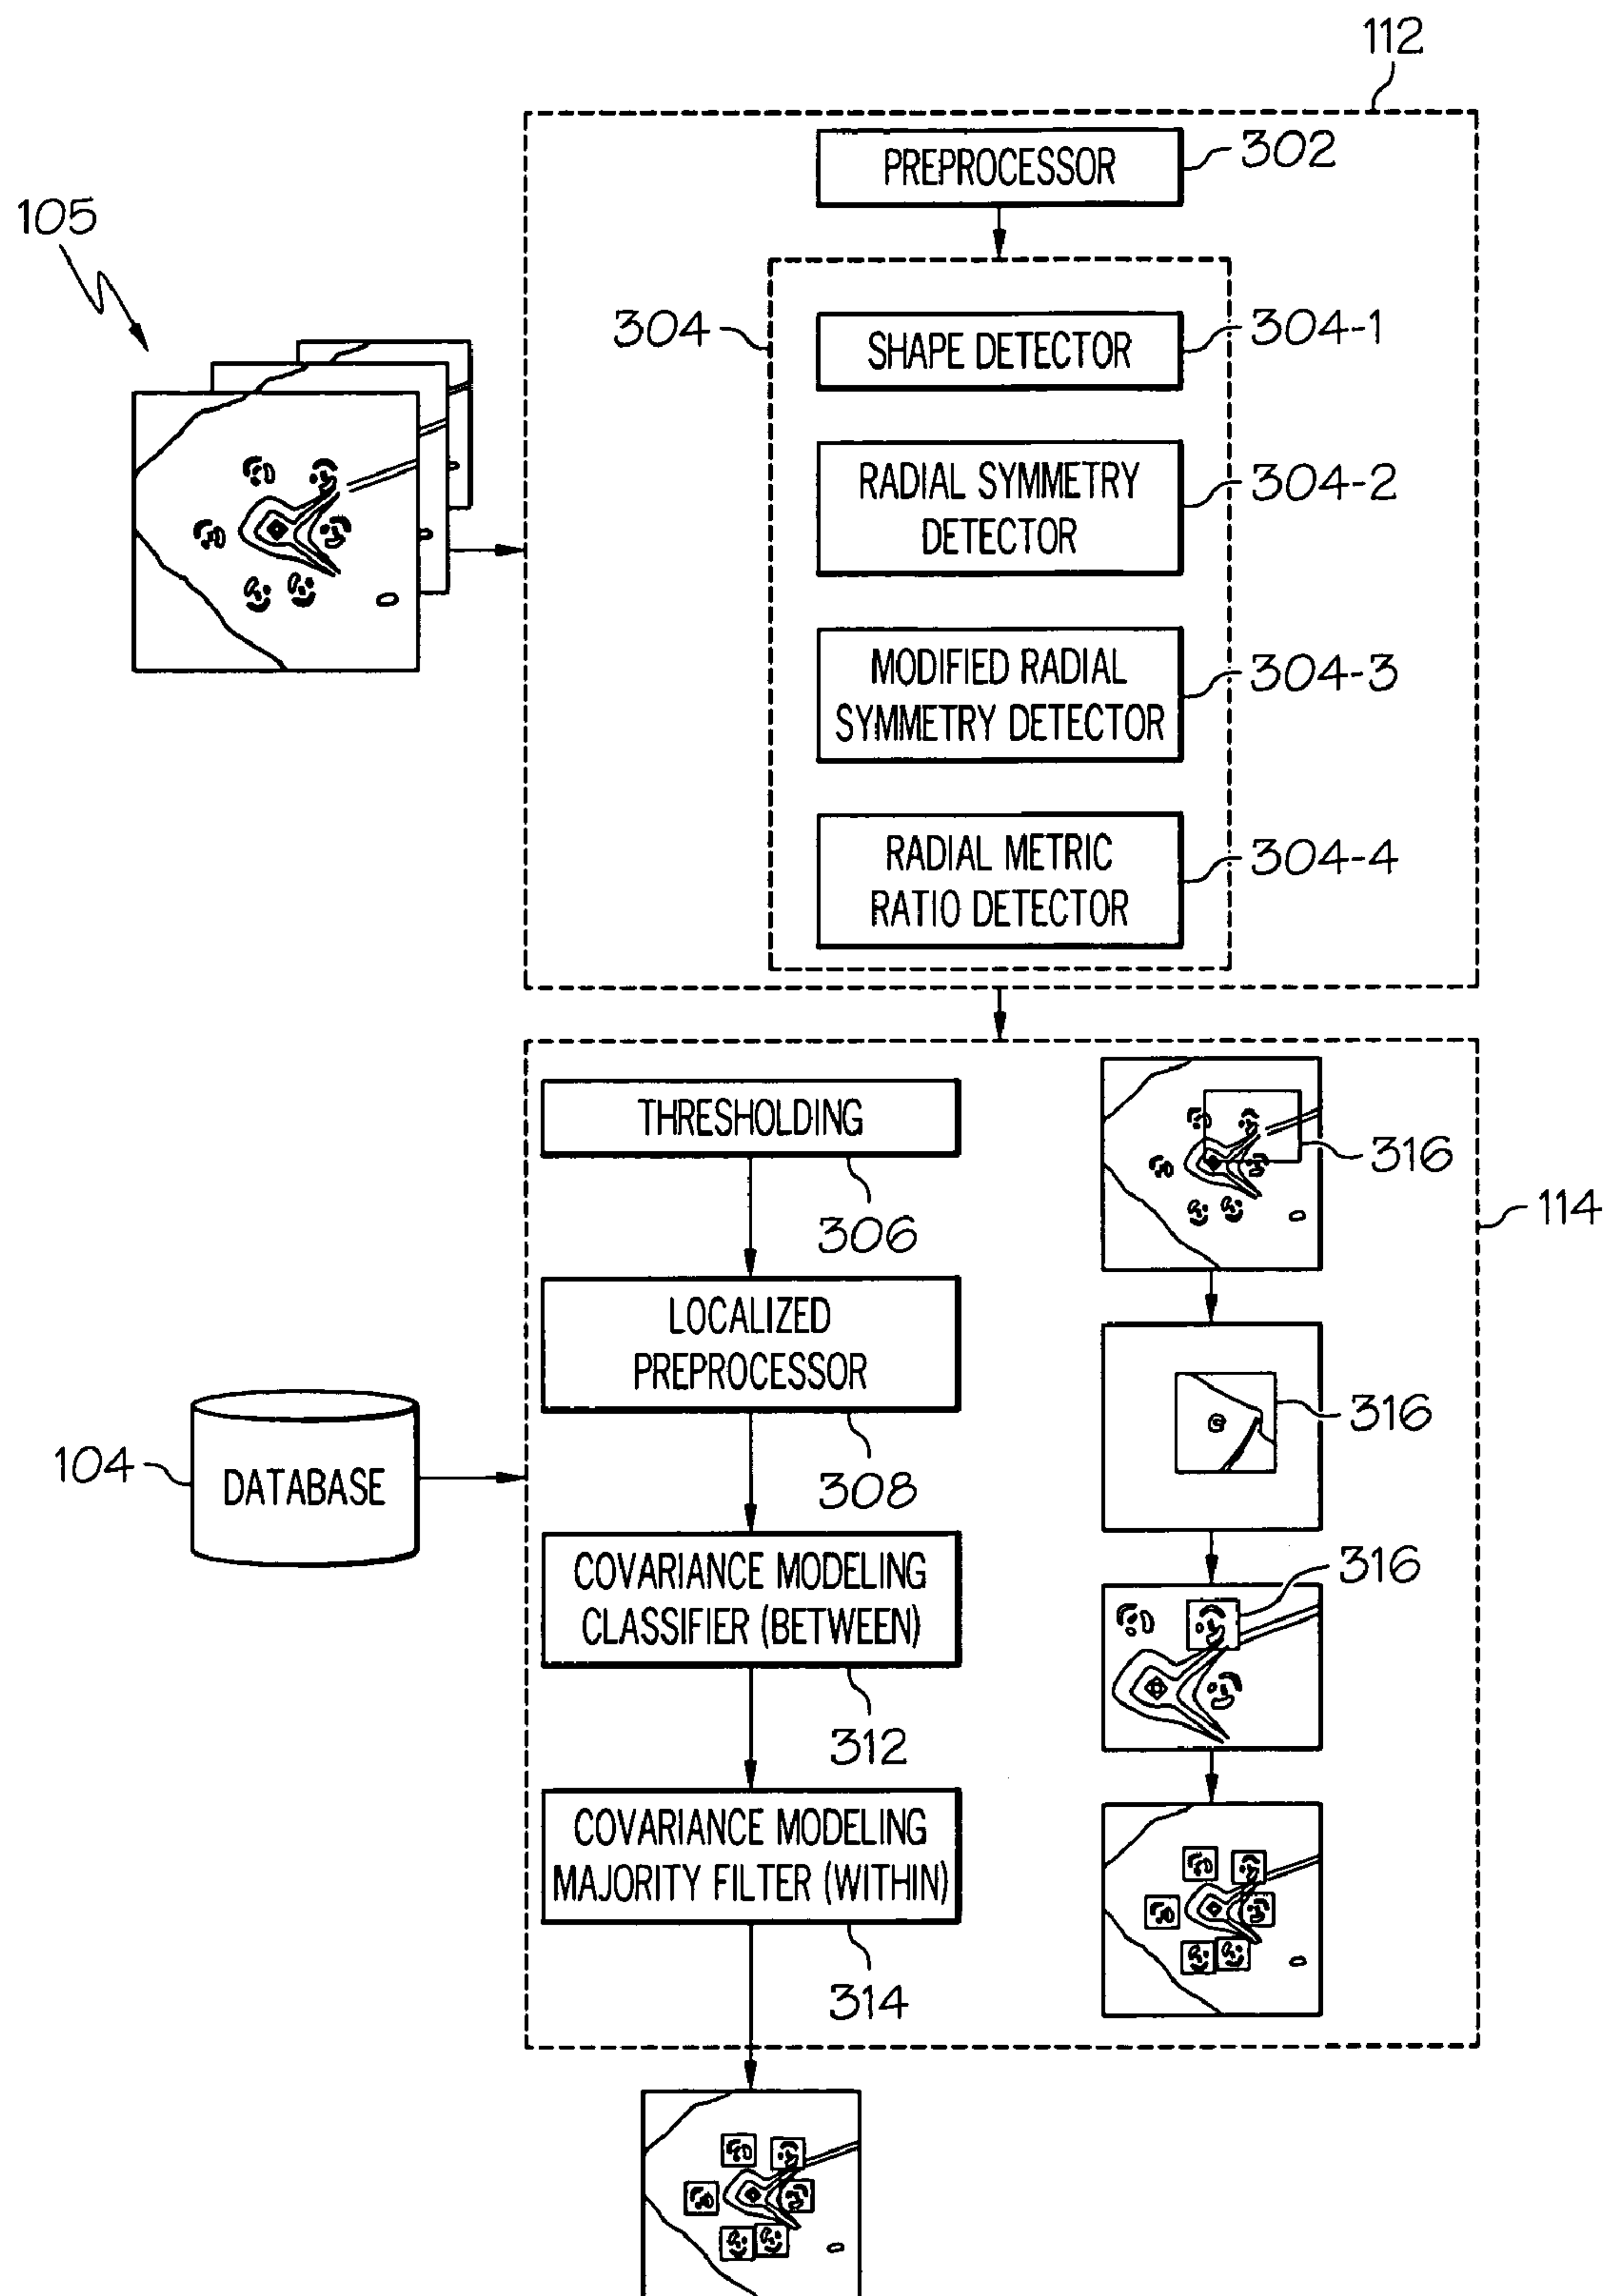 112
PREPROCESSOR
302
105
304
SHAPE DETECTOR
304-1
RADIAL SYMMETRY
DETECTOR
304-2
MODIFIED RADIAL
SYMMETRY DETECTOR
304-3
RADIAL METRIC
RATIO DETECTOR
304-4
THRESHOLDING
306
316
114
LOCALIZED
PREPROCESSOR
308
316
104
DATABASE
COVARIANCE MODELING
CLASSIFIER (BETWEEN)
312
316
COVARIANCE MODELING
MAJORITY FILTER (WITHIN)
314